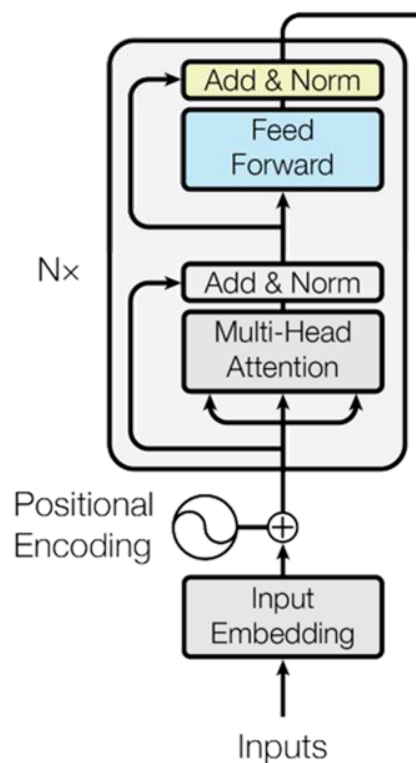 Add & Norm
Feed
Forward
Nx
Add & Norm
Multi-Head
Attention
Positional
Encoding
Input
Embedding
Inputs